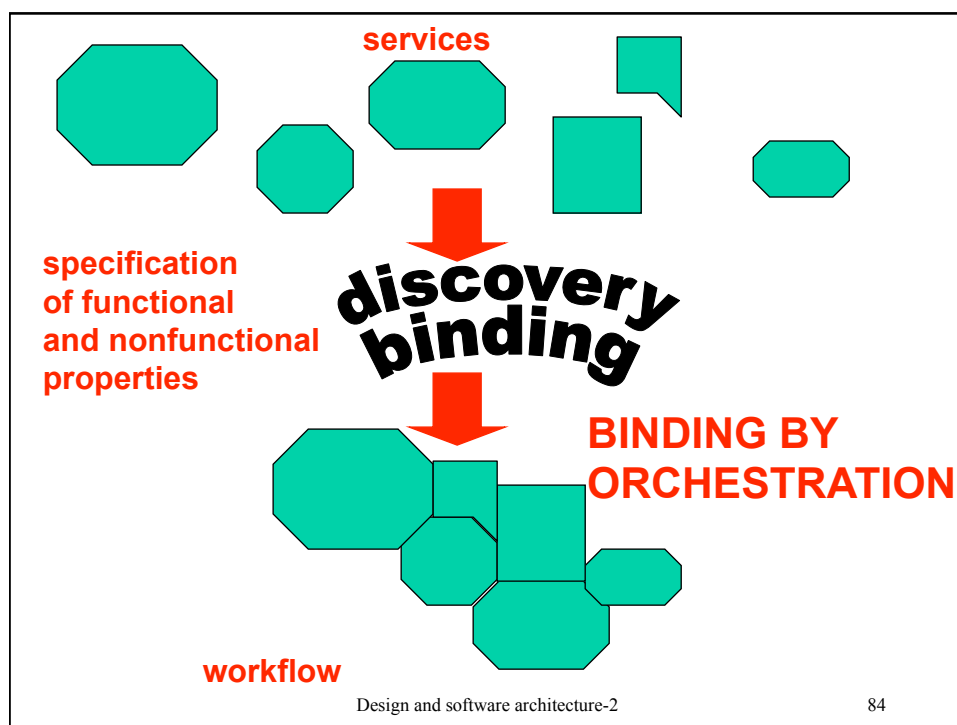 services
specification
of functional
and nonfunctional
properties
discovery
binding
BINDING BY
ORCHESTRATION
workflow
Design and software architecture-2
84